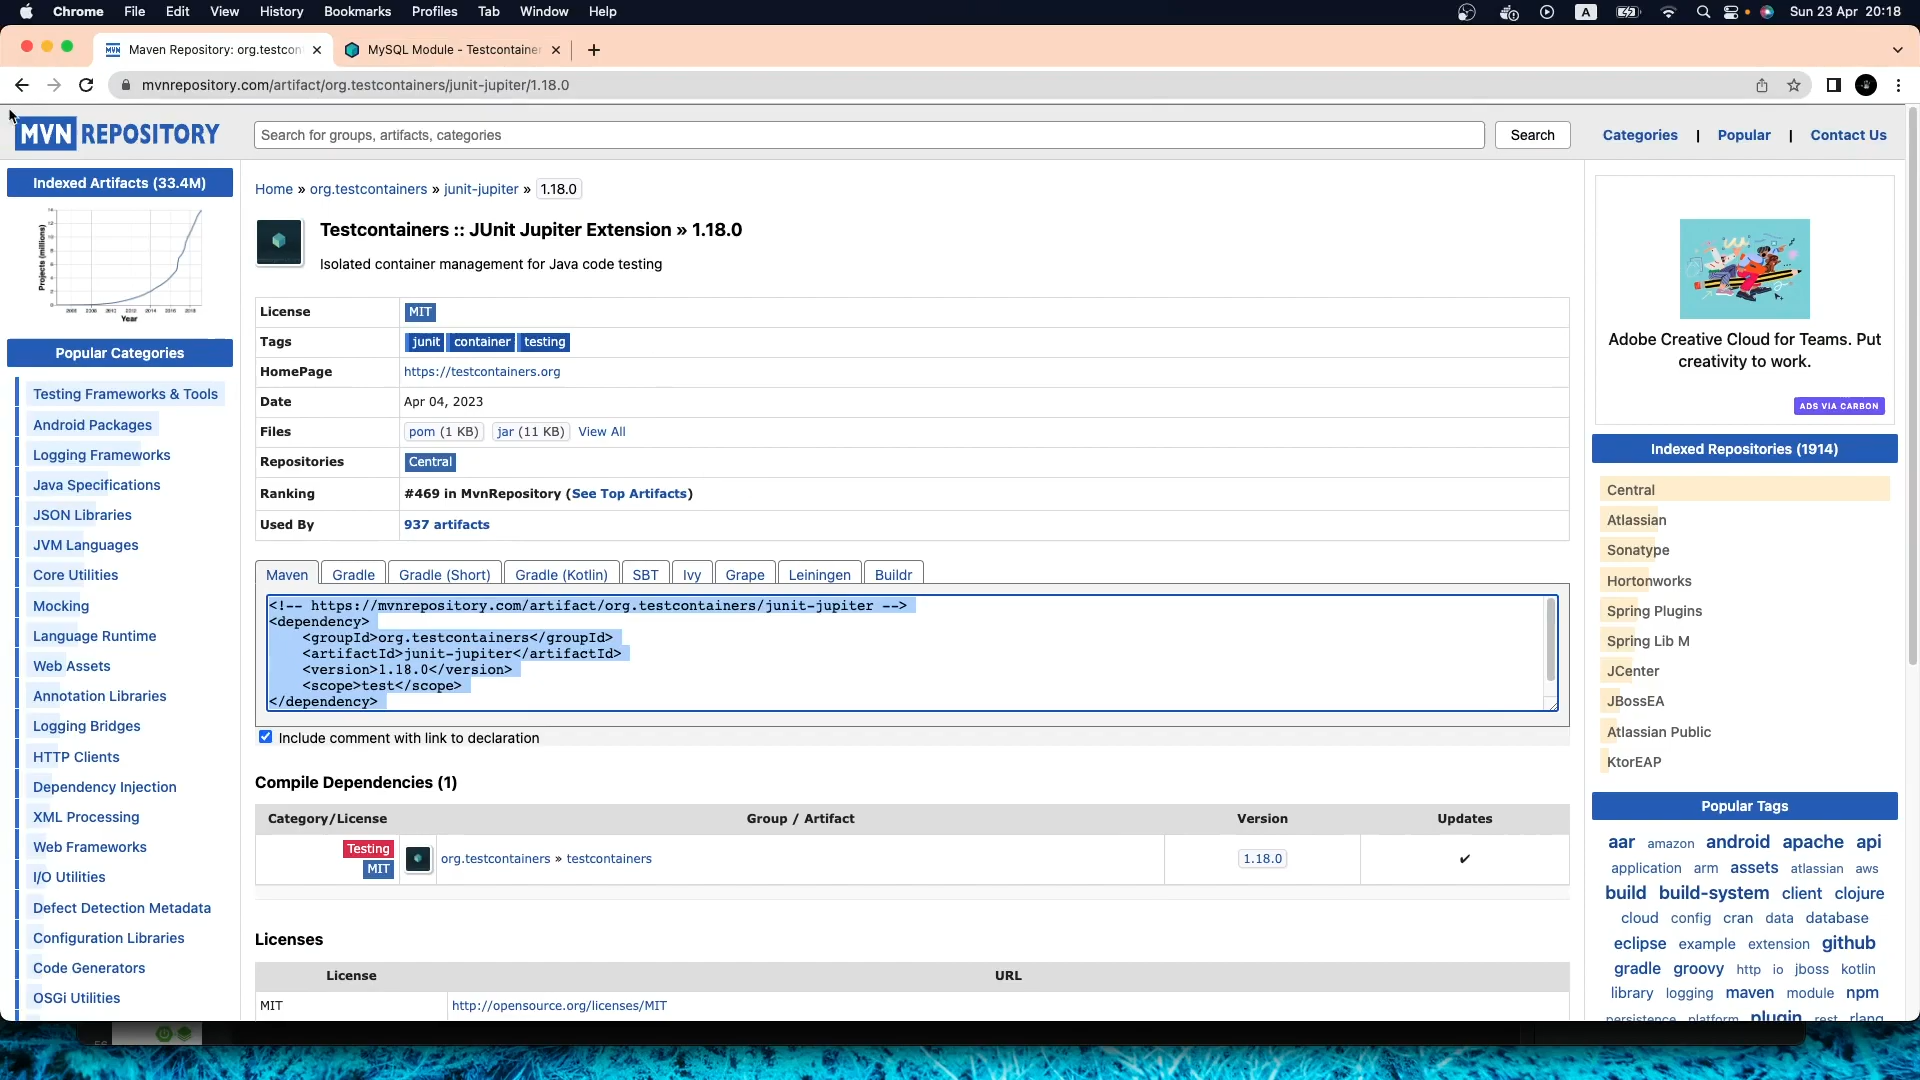 Chrome File Edit View History Bookmarks Profiles Tab Window Help A Sun 23 Apr 20:18
Maven Repository: org.testcon MySQL Module - Testcontaine
mvnrepository.com/artifact/org.testcontainers/junit-jupiter/1.18.0
MVN REPOSITORY Search for groups, artifacts, categories Search Categories | Popular | Contact Us
Indexed Artifacts (33.4M)
Projects (millions)
Year
Popular Categories
Testing Frameworks & Tools
Android Packages
Logging Frameworks
Java Specifications
JSON Libraries
JVM Languages
Core Utilities
Mocking
Language Runtime
Web Assets
Annotation Libraries
Logging Bridges
HTTP Clients
Dependency Injection
XML Processing
Web Frameworks
I/O Utilities
Defect Detection Metadata
Configuration Libraries
Code Generators
OSGi Utilities
Home » org.testcontainers » junit-jupiter » 1.18.0
Testcontainers :: JUnit Jupiter Extension » 1.18.0
Isolated container management for Java code testing
License MIT
Tags junit container testing
HomePage https://testcontainers.org
Date Apr 04, 2023
Files pom (1 KB) jar (11 KB) View All
Repositories Central
Ranking #469 in MvnRepository (See Top Artifacts)
Used By 937 artifacts
Maven Gradle Gradle (Short) Gradle (Kotlin) SBT Ivy Grape Leiningen Buildr
<!-- https://mvnrepository.com/artifact/org.testcontainers/junit-jupiter -->
<dependency>
<groupId>org.testcontainers</groupId>
<artifactId>junit-jupiter</artifactId>
<version>1.18.0</version>
<scope>test</scope>
</dependency>
Include comment with link to declaration
Compile Dependencies (1)
Category/License Group / Artifact Version Updates
Testing
MIT
org.testcontainers » testcontainers 1.18.0 ✔
Licenses
License URL
MIT http://opensource.org/licenses/MIT
Adobe Creative Cloud for Teams. Put
creativity to work.
ADS VIA CARBON
Indexed Repositories (1914)
Central
Atlassian
Sonatype
Hortonworks
Spring Plugins
Spring Lib M
JCenter
JBossEA
Atlassian Public
KtorEAP
Popular Tags
aar amazon android apache api
application arm assets atlassian aws
build build-system client clojure
cloud config cran data database
eclipse example extension github
gradle groovy http io jboss kotlin
library logging maven module npm
persistence platform plugin rest rlang